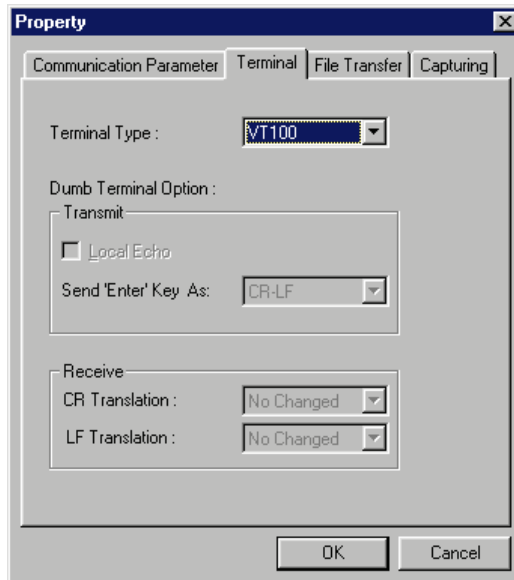 Property
Communication Parameter Terminal File Transfer Capturing
Terminal Type : VT100
Dumb Terminal Option :
Transmit
Local Echo
Send 'Enter' Key As: CR-LF
Receive
CR Translation : No Changed
LF Translation : No Changed
OK Cancel